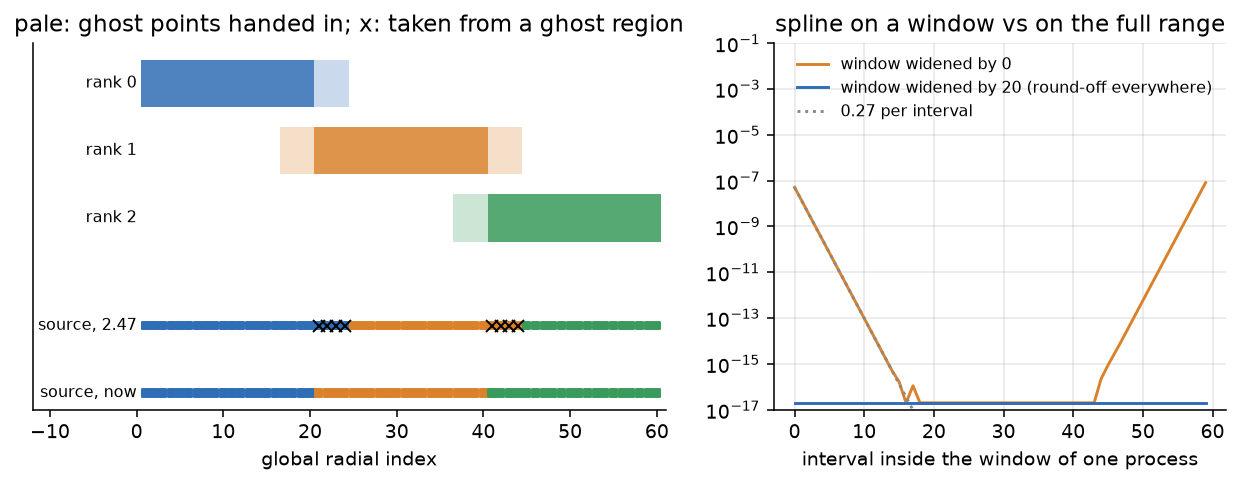 pale: ghost points handed in; x: taken from a ghost region
rank 0
rank 1
rank 2
source, 2.47
source, now
−10 0 10 20 30 40 50 60
global radial index
spline on a window vs on the full range
10⁻¹
10⁻³
10⁻⁵
10⁻⁷
10⁻⁹
10⁻¹¹
10⁻¹³
10⁻¹⁵
10⁻¹⁷
window widened by 0
window widened by 20 (round-off everywhere)
0.27 per interval
0 10 20 30 40 50 60
interval inside the window of one process